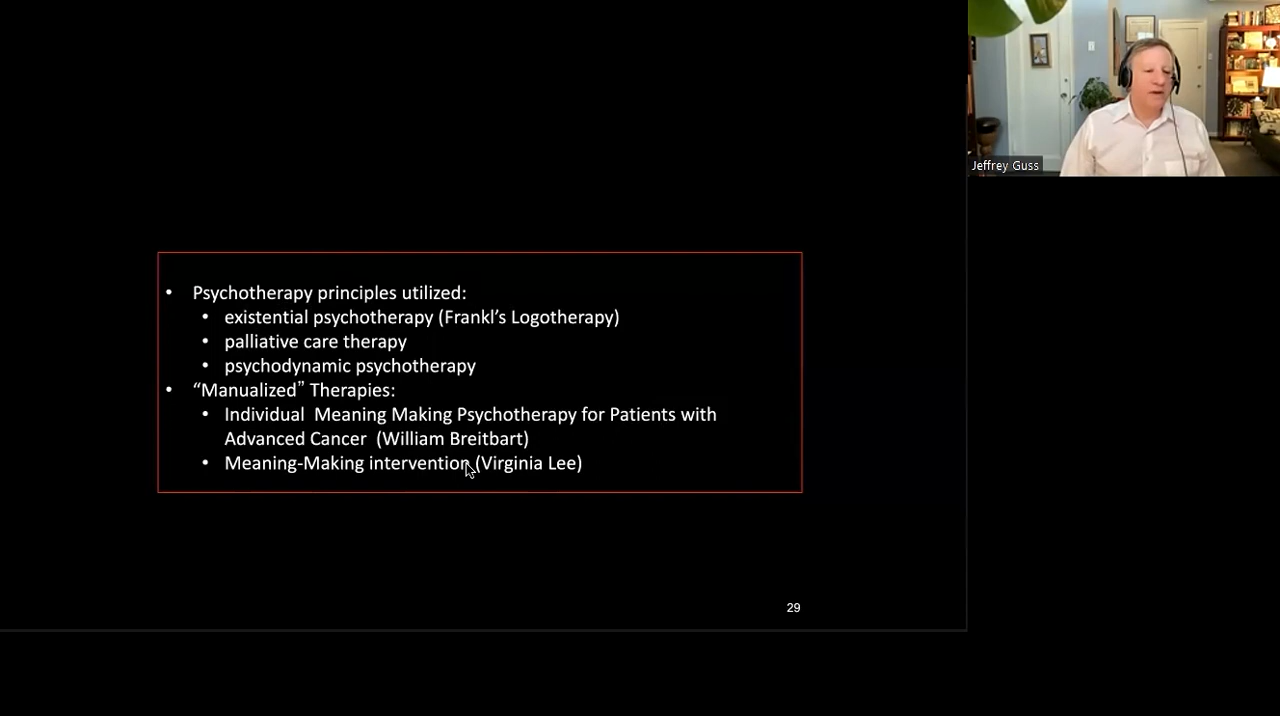 Jeffrey Guss
• Psychotherapy principles utilized:
• existential psychotherapy (Frankl’s Logotherapy)
• palliative care therapy
• psychodynamic psychotherapy
• “Manualized” Therapies:
• Individual  Meaning Making Psychotherapy for Patients with
Advanced Cancer  (William Breitbart)
• Meaning-Making intervention (Virginia Lee)
29